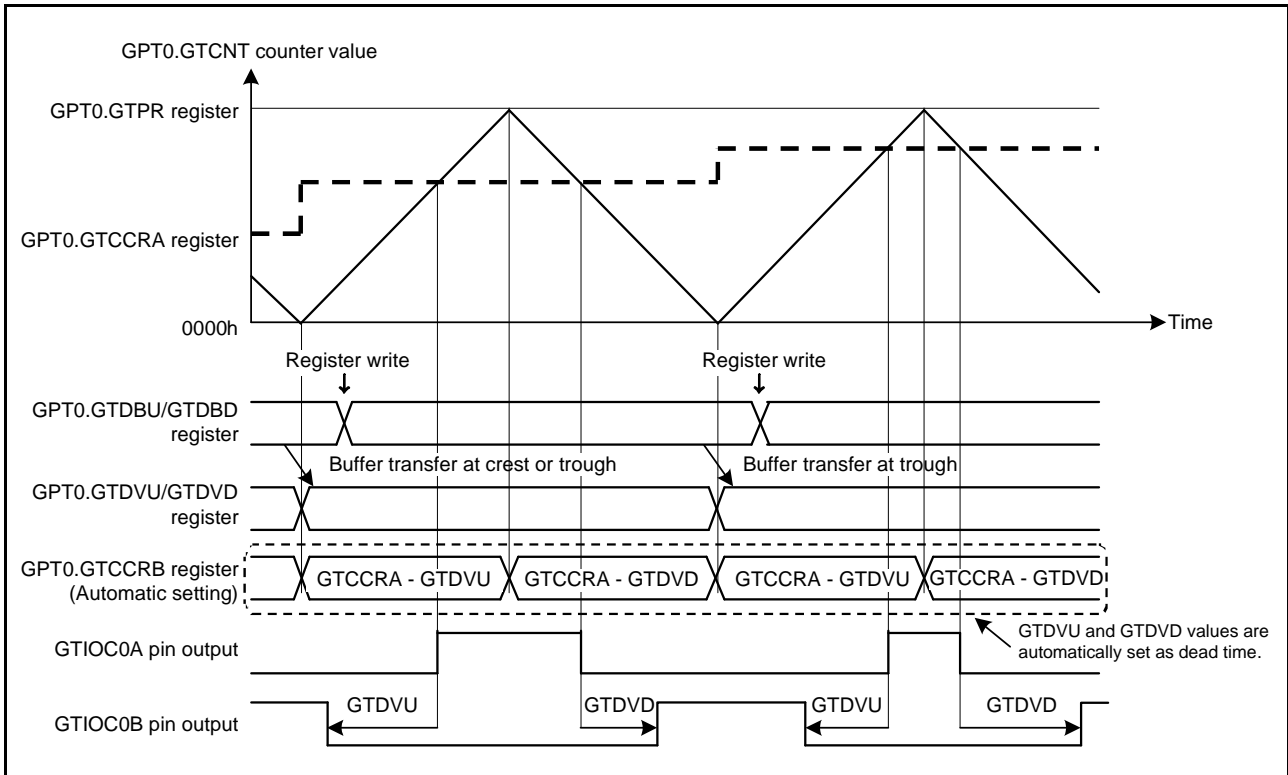 GPT0.GTCNT counter value
GPT0.GTPR register
GPT0.GTCCRA register
0000h
Time
Register write
Register write
GPT0.GTDBU/GTDBD
register
Buffer transfer at crest or trough
Buffer transfer at trough
GPT0.GTDVU/GTDVD
register
GPT0.GTCCRB register
(Automatic setting)
GTCCRA - GTDVU
GTCCRA - GTDVD
GTCCRA - GTDVU
GTCCRA - GTDVD
GTDVU and GTDVD values are
automatically set as dead time.
GTIOC0A pin output
GTDVU
GTDVD
GTDVU
GTDVD
GTIOC0B pin output